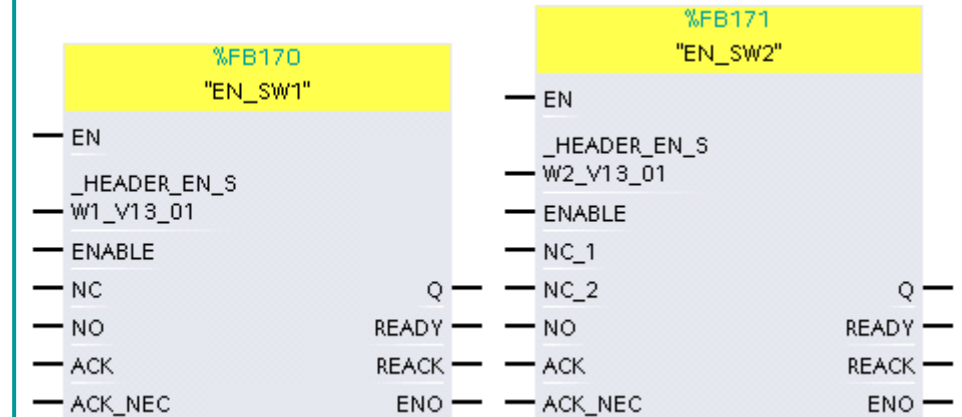 %FB170
"EN_SW1"
EN
_HEADER_EN_S
W1_V13_01
ENABLE
NC Q
NO READY
ACK REACK
ACK_NEC ENO
%FB171
"EN_SW2"
EN
_HEADER_EN_S
W2_V13_01
ENABLE
NC_1
NC_2 Q
NO READY
ACK REACK
ACK_NEC ENO